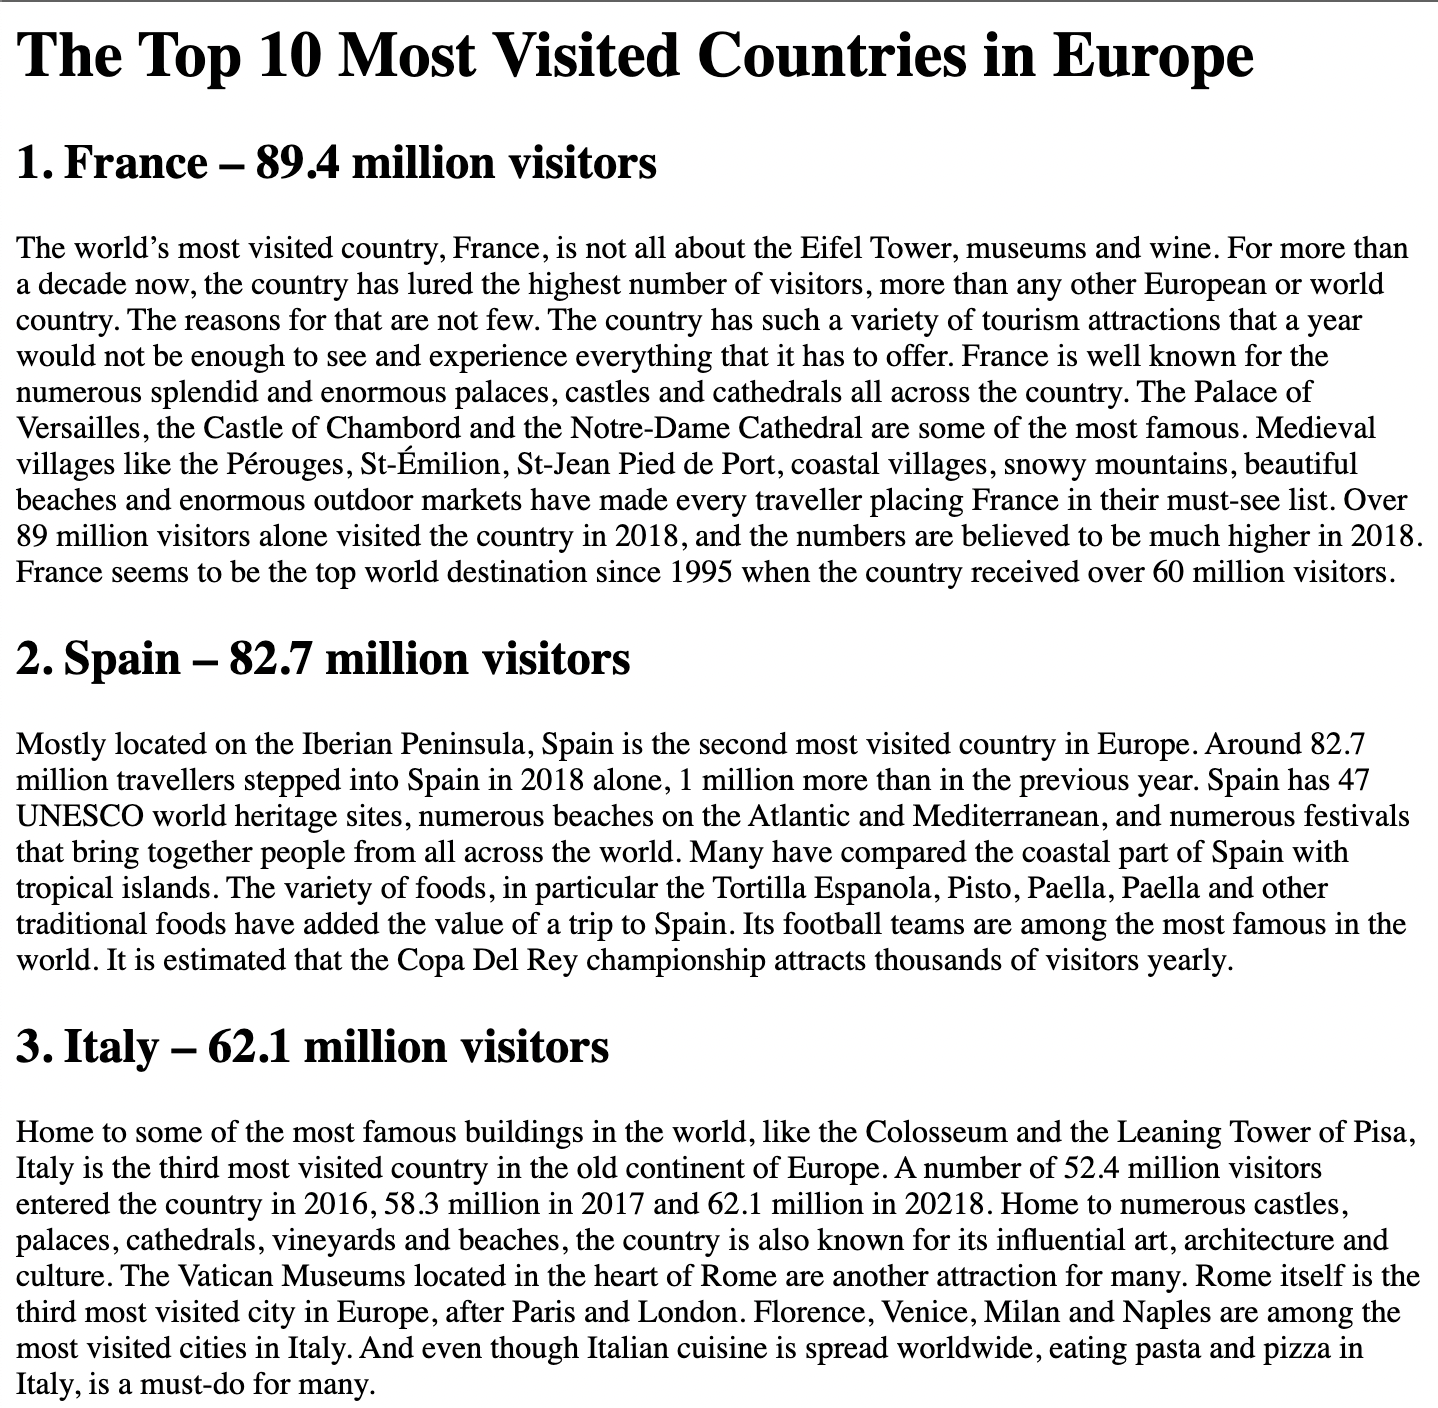 The Top 10 Most Visited Countries in Europe
1. France – 89.4 million visitors
The world’s most visited country, France, is not all about the Eifel Tower, museums and wine. For more than
a decade now, the country has lured the highest number of visitors, more than any other European or world
country. The reasons for that are not few. The country has such a variety of tourism attractions that a year
would not be enough to see and experience everything that it has to offer. France is well known for the
numerous splendid and enormous palaces, castles and cathedrals all across the country. The Palace of
Versailles, the Castle of Chambord and the Notre-Dame Cathedral are some of the most famous. Medieval
villages like the Pérouges, St-Émilion, St-Jean Pied de Port, coastal villages, snowy mountains, beautiful
beaches and enormous outdoor markets have made every traveller placing France in their must-see list. Over
89 million visitors alone visited the country in 2018, and the numbers are believed to be much higher in 2018.
France seems to be the top world destination since 1995 when the country received over 60 million visitors.
2. Spain – 82.7 million visitors
Mostly located on the Iberian Peninsula, Spain is the second most visited country in Europe. Around 82.7
million travellers stepped into Spain in 2018 alone, 1 million more than in the previous year. Spain has 47
UNESCO world heritage sites, numerous beaches on the Atlantic and Mediterranean, and numerous festivals
that bring together people from all across the world. Many have compared the coastal part of Spain with
tropical islands. The variety of foods, in particular the Tortilla Espanola, Pisto, Paella, Paella and other
traditional foods have added the value of a trip to Spain. Its football teams are among the most famous in the
world. It is estimated that the Copa Del Rey championship attracts thousands of visitors yearly.
3. Italy – 62.1 million visitors
Home to some of the most famous buildings in the world, like the Colosseum and the Leaning Tower of Pisa,
Italy is the third most visited country in the old continent of Europe. A number of 52.4 million visitors
entered the country in 2016, 58.3 million in 2017 and 62.1 million in 20218. Home to numerous castles,
palaces, cathedrals, vineyards and beaches, the country is also known for its influential art, architecture and
culture. The Vatican Museums located in the heart of Rome are another attraction for many. Rome itself is the
third most visited city in Europe, after Paris and London. Florence, Venice, Milan and Naples are among the
most visited cities in Italy. And even though Italian cuisine is spread worldwide, eating pasta and pizza in
Italy, is a must-do for many.